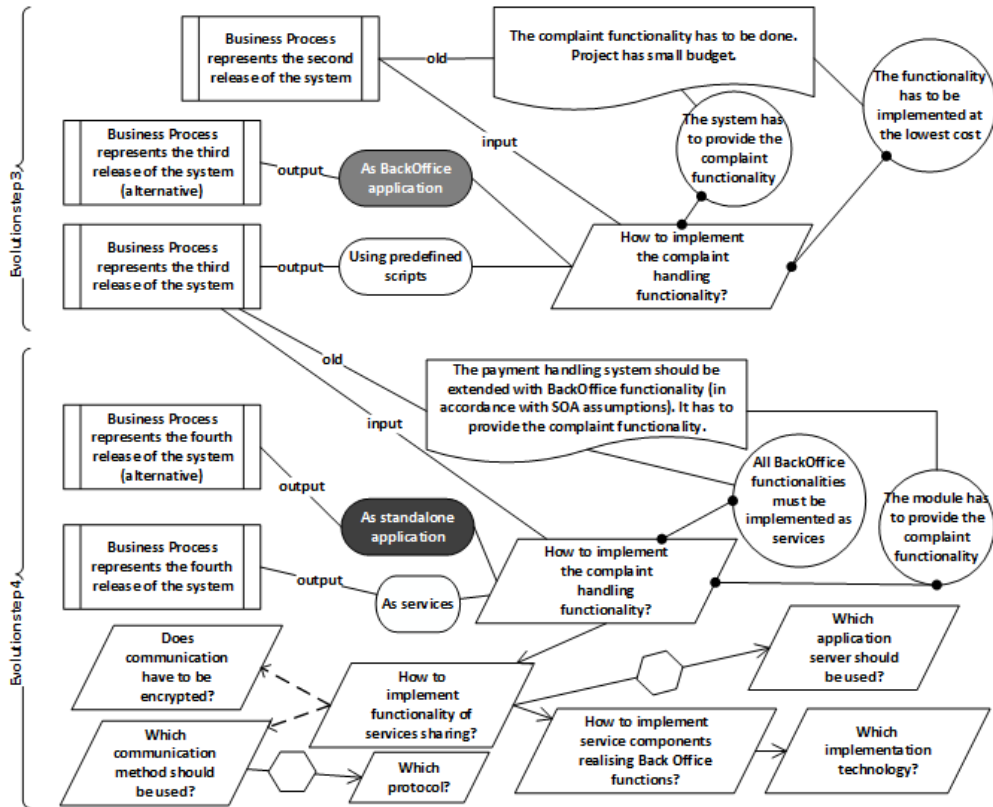 Evolutionstep3
Business Process
represents the second
release of the system
old
The complaint functionality has to be done.
Project has small budget.
The functionality
has to be
implemented at
the lowest cost
input
The system has
to provide the
complaint
functionality
Business Process
represents the third
release of the system
(alternative)
output
As BackOffice
application
Business Process
represents the third
release of the system
output
Using predefined
scripts
How to implement
the complaint
handling
functionality?
Evolutionstep4
old
input
The payment handling system should be
extended with BackOffice functionality (in
accordance with SOA assumptions). It has to
provide the complaint functionality.
All BackOffice
functionalities
must be
implemented as
services
The module has
to provide the
complaint
functionality
Business Process
represents the fourth
release of the system
(alternative)
output
As standalone
application
Business Process
represents the fourth
release of the system
output
As services
How to implement
the complaint
handling
functionality?
Does
communication
have to be
encrypted?
How to
implement
functionality of
services sharing?
Which
application
server should
be used?
Which
communication
method should
be used?
Which
protocol?
How to implement
service components
realising Back Office
functions?
Which
implementation
technology?